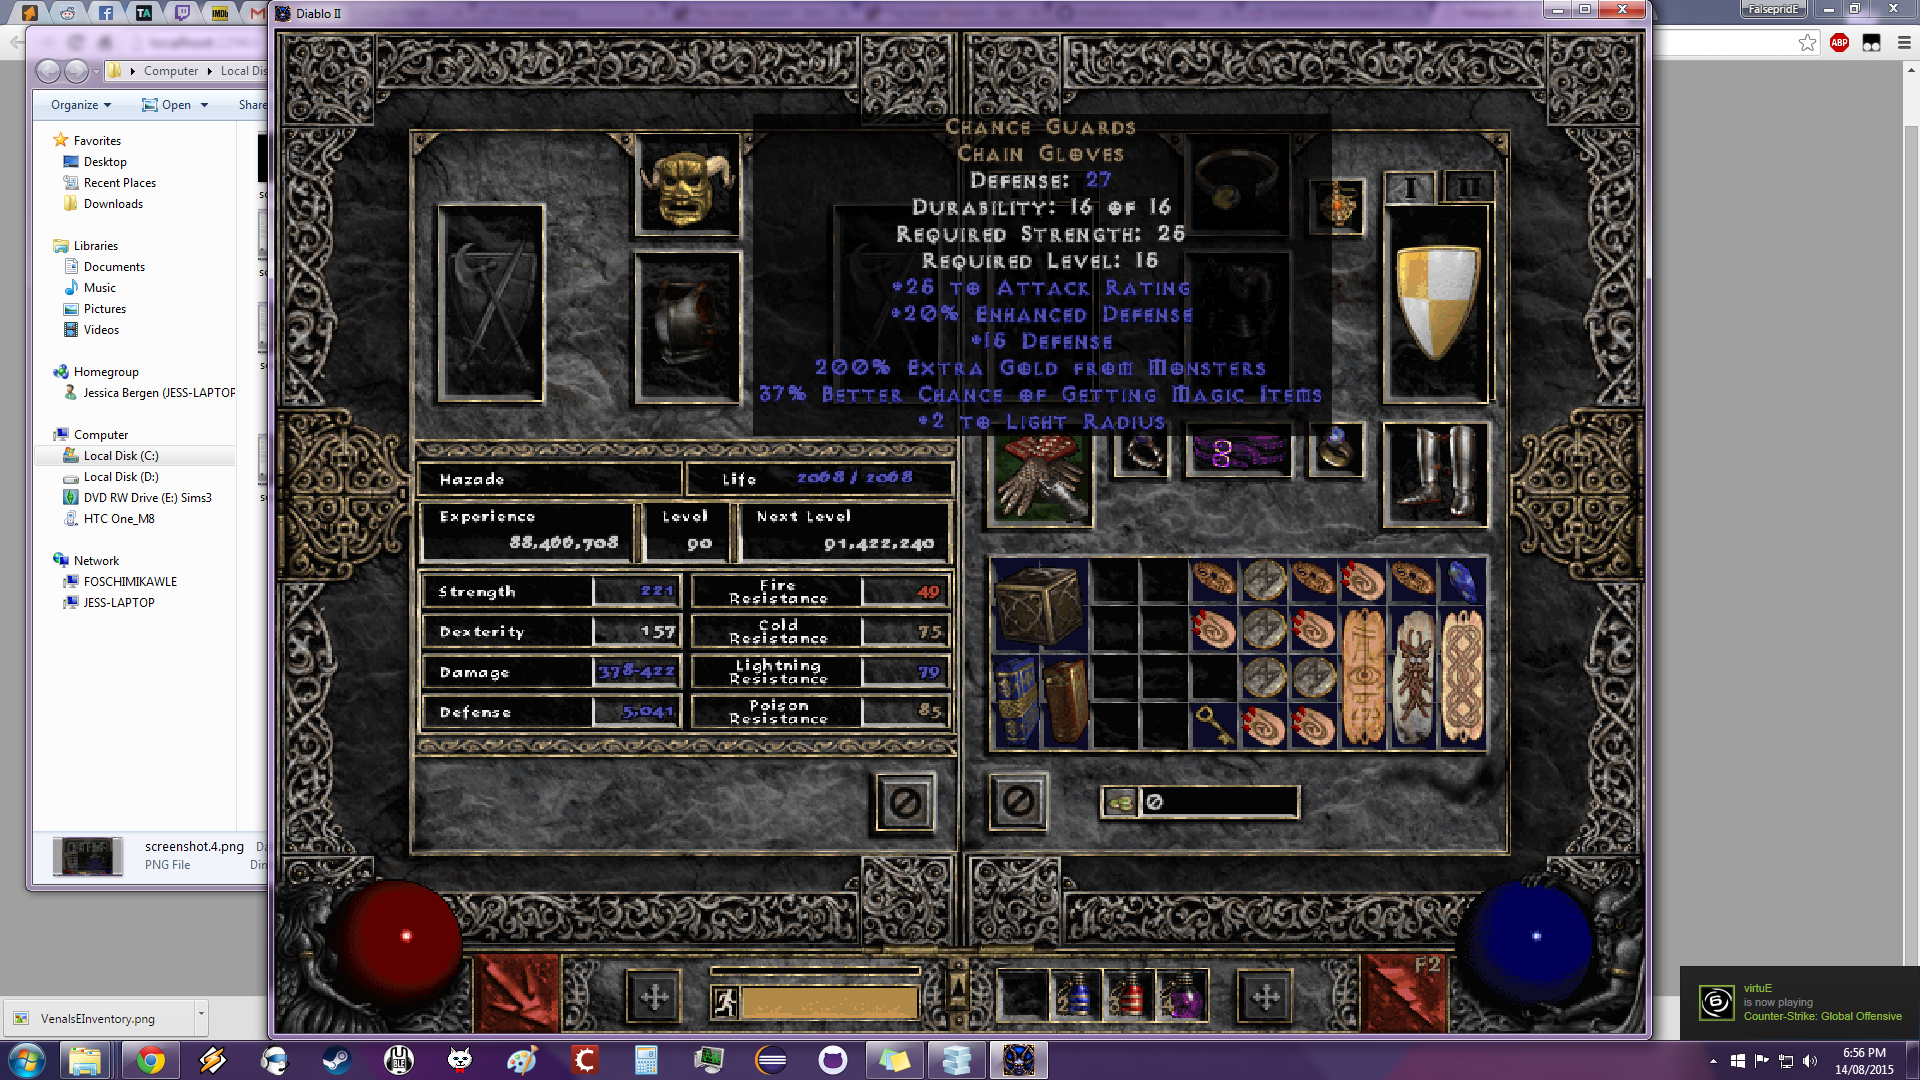 Diablo II
FalsepridE
Computer
Local Dis
Organize
Open
Share
Favorites
Desktop
Recent Places
Downloads
Libraries
Documents
Music
Pictures
Videos
Homegroup
Jessica Bergen (JESS-LAPTOP
Computer
Local Disk (C:)
Local Disk (D:)
DVD RW Drive (E:) Sims3
HTC One_M8
Network
FOSCHIMIKAWLE
JESS-LAPTOP
screenshot.4.png
PNG File
Chance Guards
Chain Gloves
Defense: 27
Durability: 16 of 16
Required Strength: 25
Required Level: 15
+25 to Attack Rating
+20% Enhanced Defense
+15 Defense
200% Extra Gold from Monsters
37% Better Chance of Getting Magic Items
+2 to Light Radius
I
II
Hazade
Life
2068 / 2068
Experience
88,466,708
Level
90
Next Level
91,422,240
Strength
221
Fire Resistance
49
Dexterity
157
Cold Resistance
75
Damage
378-422
Lightning Resistance
79
Defense
5,041
Poison Resistance
85
0
F2
2
3
4
VenalsEInventory.png
virtuE
is now playing
Counter-Strike: Global Offensive
6:56 PM
14/08/2015